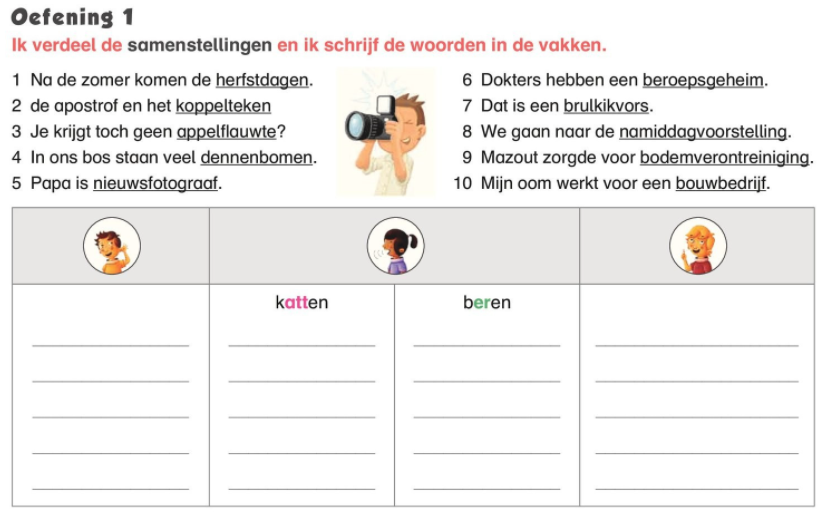 Oefening 1
Ik verdeel de samenstellingen en ik schrijf de woorden in de vakken.
1 Na de zomer komen de herfstdagen.
2 de apostrof en het koppelteken
3 Je krijgt toch geen appelflauwte?
4 In ons bos staan veel dennenbomen.
5 Papa is nieuwsfotograaf.
6 Dokters hebben een beroepsgeheim.
7 Dat is een brulkikvors.
8 We gaan naar de namiddagvoorstelling.
9 Mazout zorgde voor bodemverontreiniging.
10 Mijn oom werkt voor een bouwbedrijf.
katten
beren